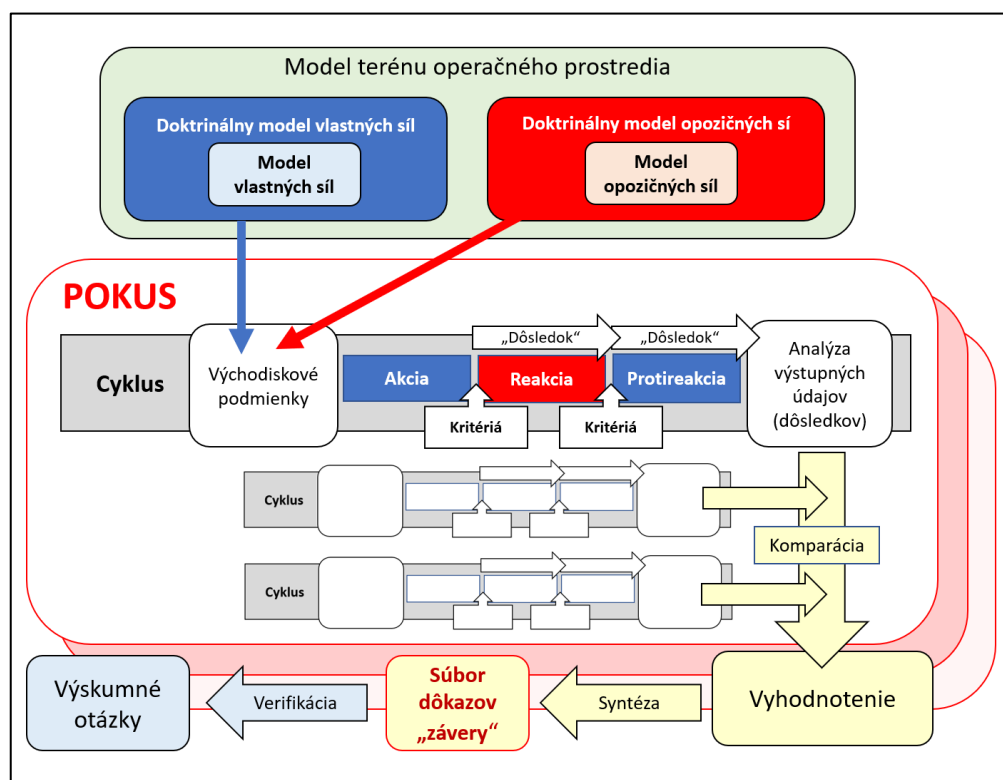 Model terénu operačného prostredia
Doktrinálny model vlastných síl
Model
vlastných síl
Doktrinálny model opozičných sí
Model
opozičných síl
POKUS
Cyklus
Východiskové
podmienky
„Dôsledok“
„Dôsledok“
Akcia
Reakcia
Protireakcia
Kritériá
Kritériá
Analýza
výstupných
údajov
(dôsledkov)
Cyklus
Komparácia
Cyklus
Výskumné
otázky
Verifikácia
Súbor
dôkazov
„závery“
Syntéza
Vyhodnotenie